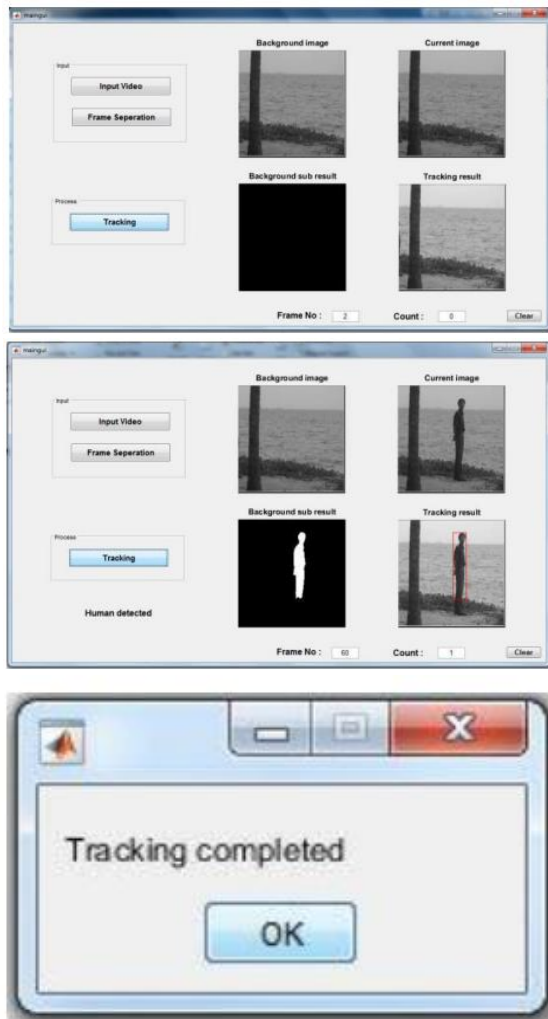 maingui
Background image
Current image
Input
Input Video
Frame Seperation
Background sub result
Tracking result
Process
Tracking
Frame No :
2
Count :
0
Clear
maingui
Background image
Current image
Input
Input Video
Frame Seperation
Background sub result
Tracking result
Process
Tracking
Human detected
Frame No :
60
Count :
1
Clear
Tracking completed
OK